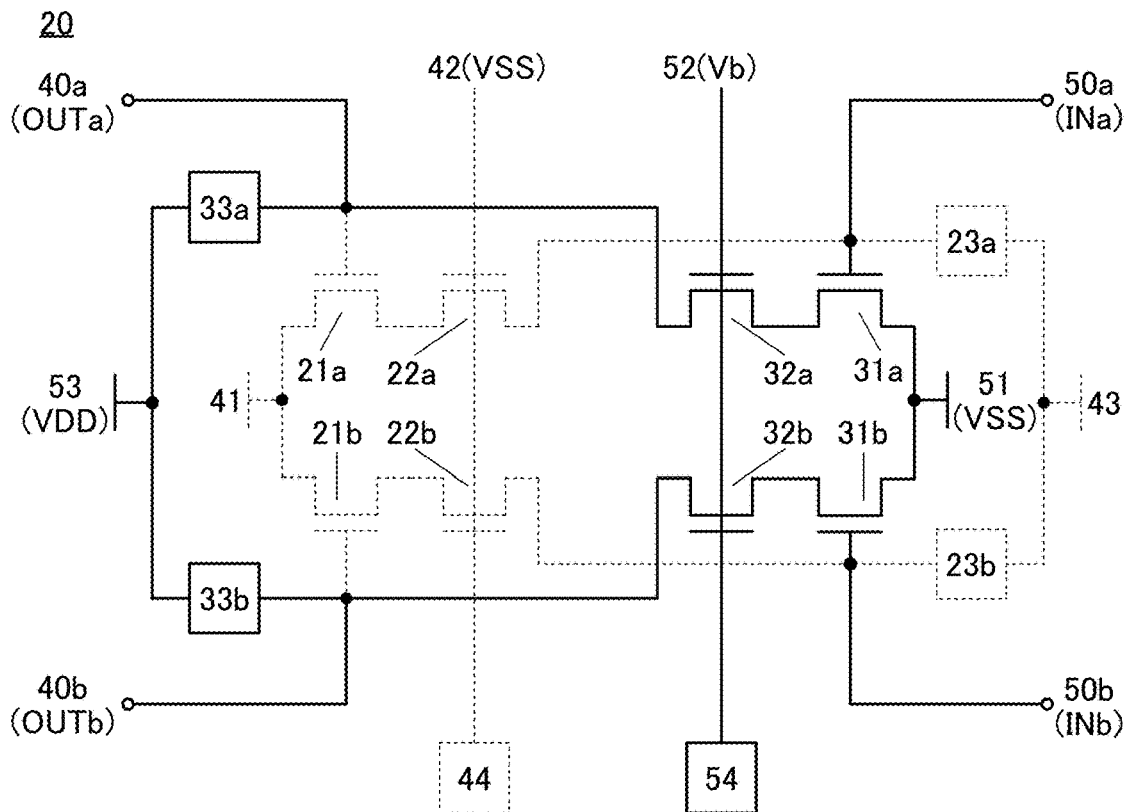 20
40a
(OUTa)
42(VSS)
52(Vb)
50a
(INa)
33a
23a
21a
22a
32a
31a
53
(VDD)
41
51
(VSS)
43
21b
22b
32b
31b
33b
23b
40b
(OUTb)
50b
(INb)
44
54